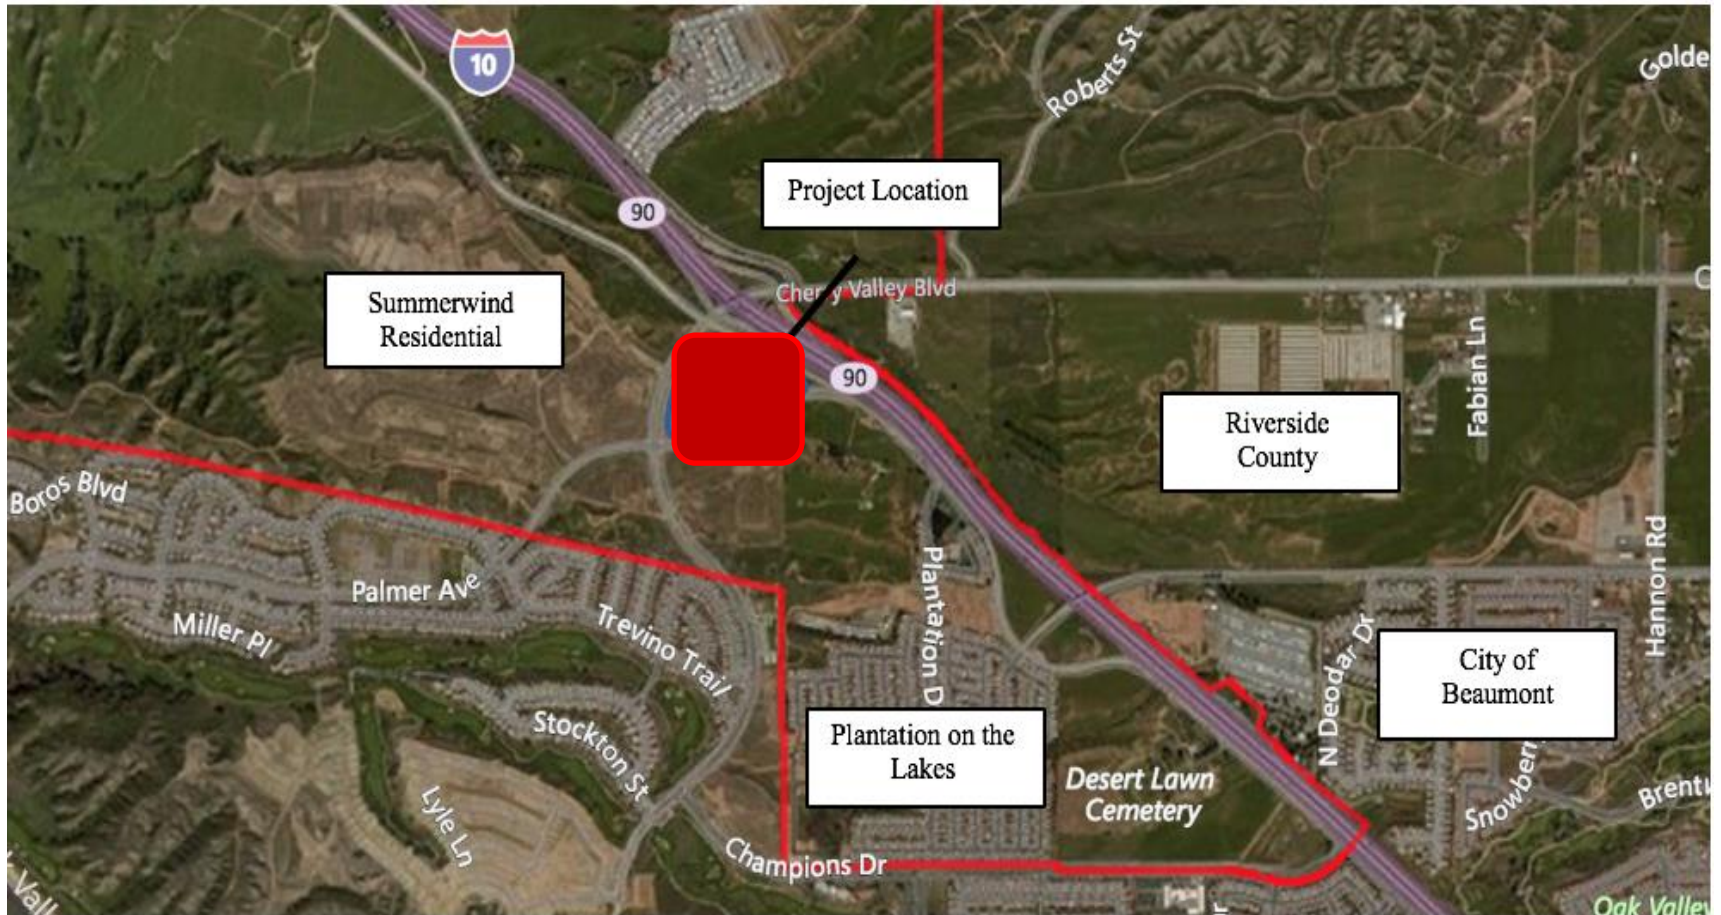 10
Roberts St
Golde
90
Project Location
Summerwind
Residential
Cherry Valley Blvd
C
90
Fabian Ln
Riverside
County
Boros Blvd
Palmer Ave
Miller Pl
Trevino Trail
Stockton St
Lyle Ln
Plantation D
Hannon Rd
N Deodar Dr
City of
Beaumont
Plantation on the
Lakes
Desert Lawn
Cemetery
Snowberr
Brent
Champions Dr
Vall
r
Oak Valley